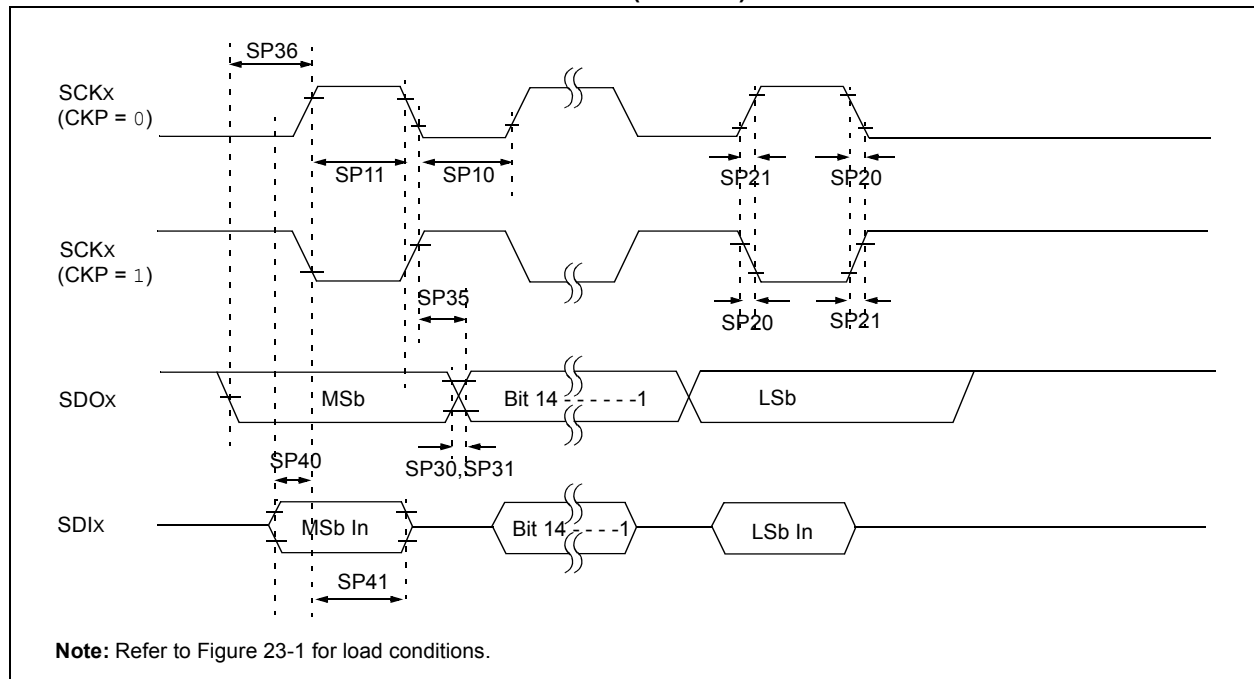 SP36
SCKx
(CKP = 0)
SP11
SP10
SP21
SP20
SCKx
(CKP = 1)
SP35
SP20
SP21
SDOx
MSb
Bit 14 - - - - - -1
LSb
SP40
SP30,SP31
SDIx
MSb In
Bit 14 - - - - -1
LSb In
SP41
Note: Refer to Figure 23-1 for load conditions.